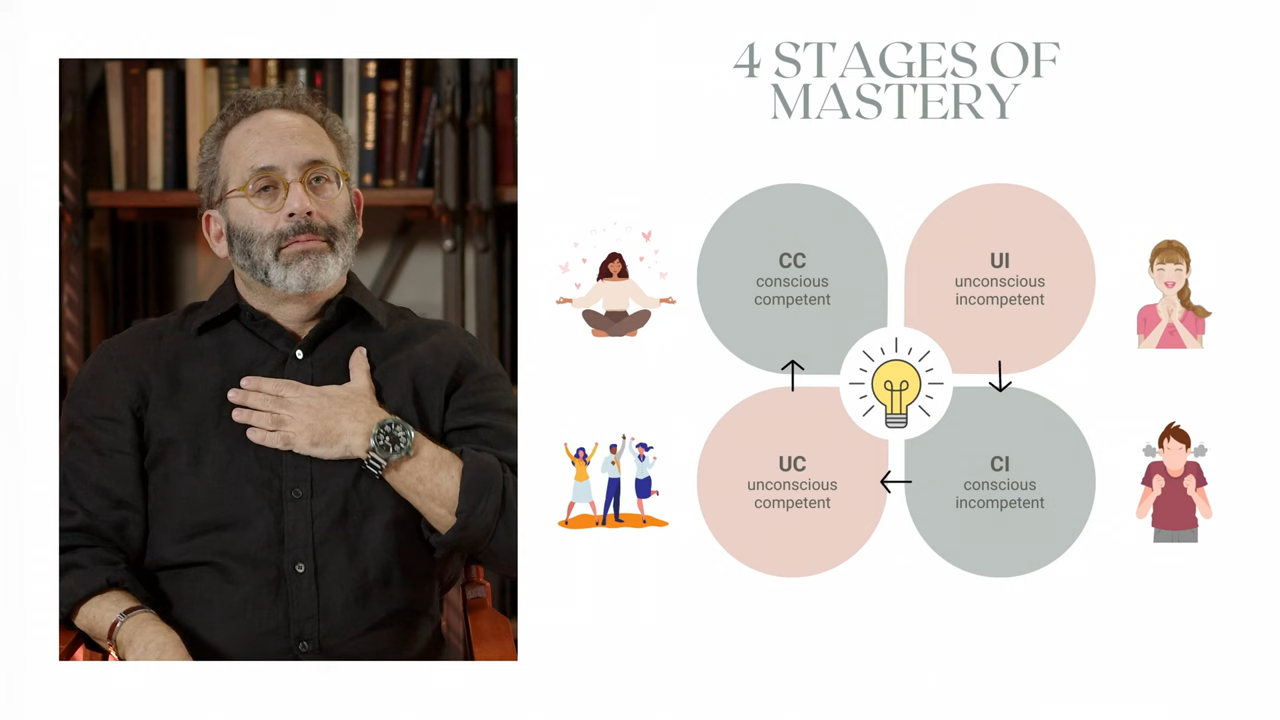 4 STAGES OF
MASTERY
CC
conscious
competent
UI
unconscious
incompetent
UC
unconscious
competent
CI
conscious
incompetent